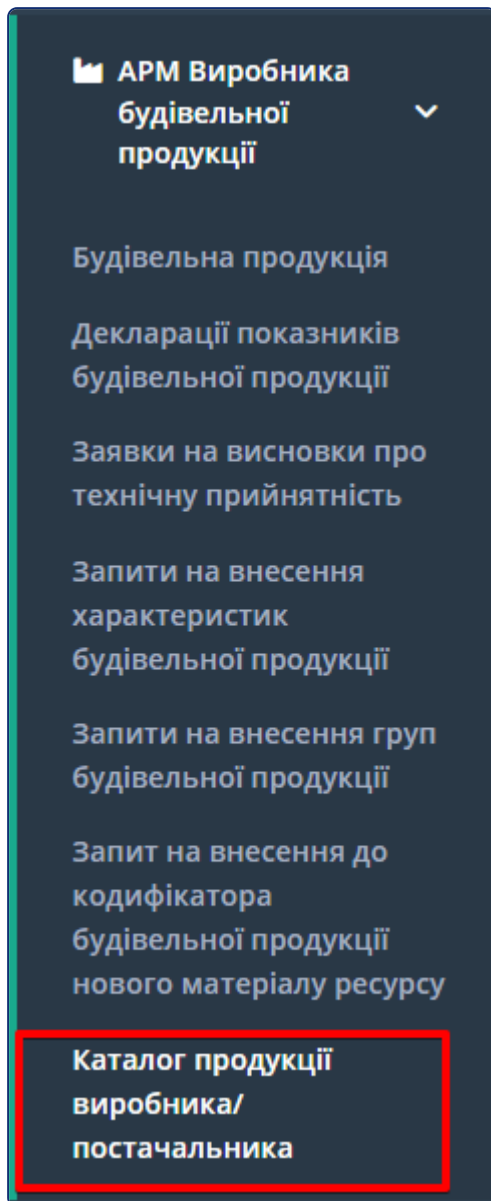 АРМ Виробника
будівельної
продукції
Будівельна продукція
Декларації показників
будівельної продукції
Заявки на висновки про
технічну прийнятність
Запити на внесення
характеристик
будівельної продукції
Запити на внесення груп
будівельної продукції
Запит на внесення до
кодифікатора
будівельної продукції
нового матеріалу ресурсу
Каталог продукції
виробника/
постачальника